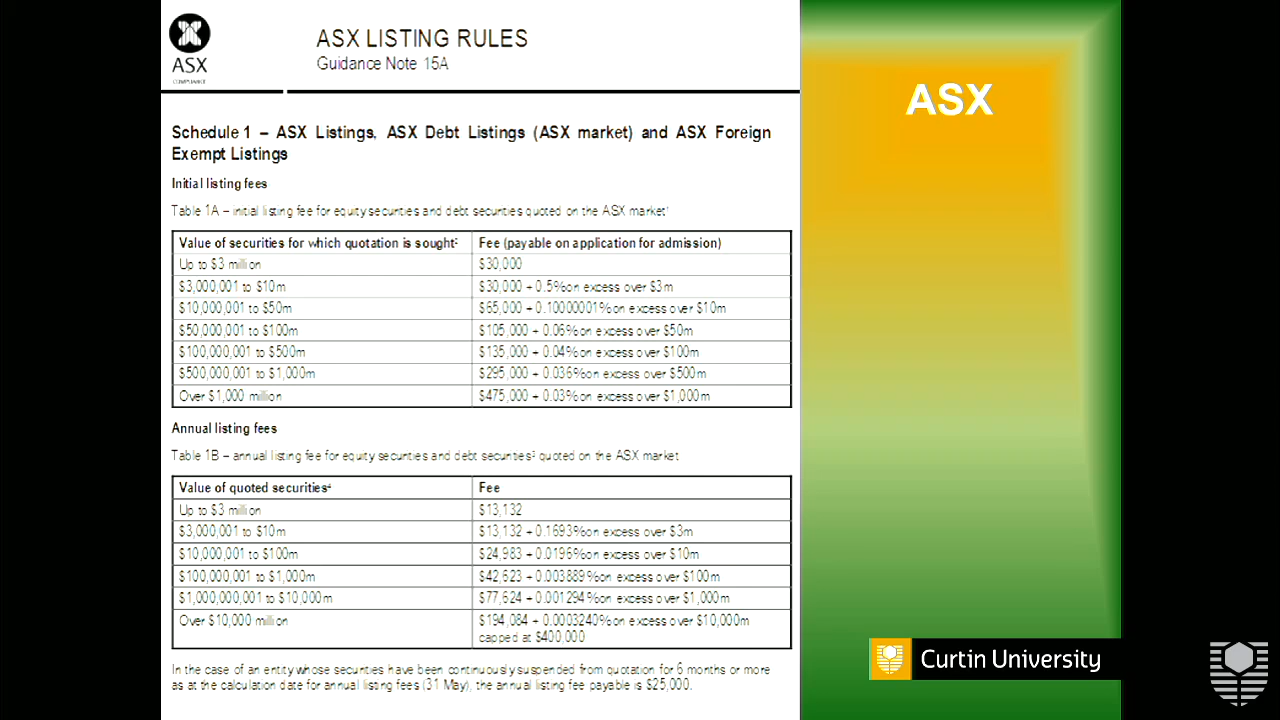 ASX
COMPLIANCE
ASX LISTING RULES
Guidance Note 15A
ASX
Schedule 1 – ASX Listings, ASX Debt Listings (ASX market) and ASX Foreign
Exempt Listings
Initial listing fees
Table 1A – initial listing fee for equity securities and debt securities quoted on the ASX market¹
Value of securities for which quotation is sought² Fee (payable on application for admission)
Up to $3 million $30,000
$3,000,001 to $10m $30,000 + 0.5% on excess over $3m
$10,000,001 to $50m $65,000 + 0.10000001% on excess over $10m
$50,000,001 to $100m $105,000 + 0.06% on excess over $50m
$100,000,001 to $500m $135,000 + 0.04% on excess over $100m
$500,000,001 to $1,000m $295,000 + 0.036% on excess over $500m
Over $1,000 million $475,000 + 0.03% on excess over $1,000m
Annual listing fees
Table 1B – annual listing fee for equity securities and debt securities³ quoted on the ASX market
Value of quoted securities⁴ Fee
Up to $3 million $13,132
$3,000,001 to $10m $13,132 + 0.1693% on excess over $3m
$10,000,001 to $100m $24,983 + 0.0196% on excess over $10m
$100,000,001 to $1,000m $42,623 + 0.003889% on excess over $100m
$1,000,000,001 to $10,000m $77,624 + 0.001294% on excess over $1,000m
Over $10,000 million $194,084 + 0.0003240% on excess over $10,000m
capped at $400,000
In the case of an entity whose securities have been continuously suspended from quotation for 6 months or more
as at the calculation date for annual listing fees (31 May), the annual listing fee payable is $25,000.
Curtin University